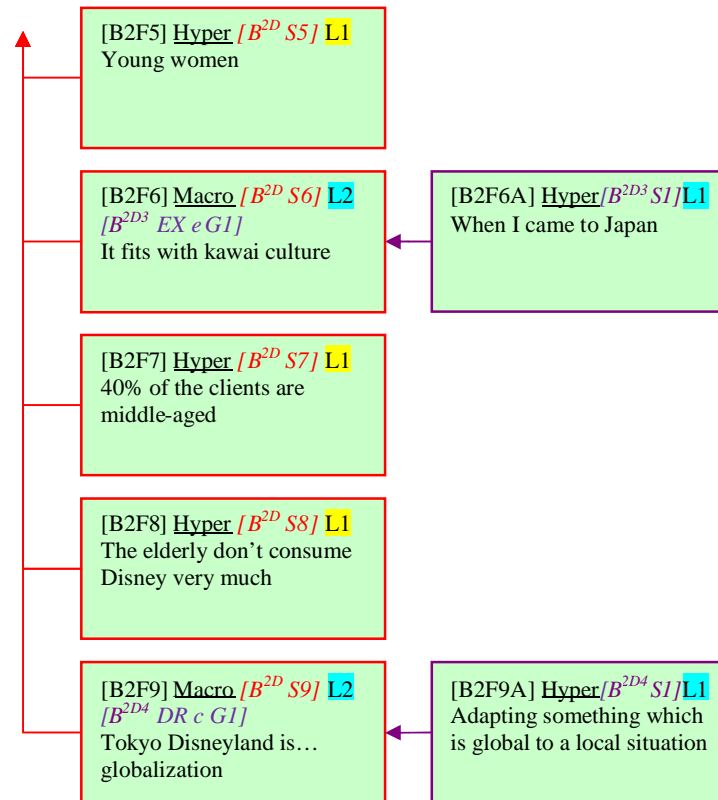 [B2F5] Hyper [B2D S5] L1
Young women
[B2F6] Macro [B2D S6] L2
[B2D3 EX e G1]
It fits with kawai culture
[B2F6A] Hyper[B2D3 S1]L1
When I came to Japan
[B2F7] Hyper [B2D S7] L1
40% of the clients are
middle-aged
[B2F8] Hyper [B2D S8] L1
The elderly don’t consume
Disney very much
[B2F9] Macro [B2D S9] L2
[B2D4 DR c G1]
Tokyo Disneyland is…
globalization
[B2F9A] Hyper[B2D4 S1]L1
Adapting something which
is global to a local situation